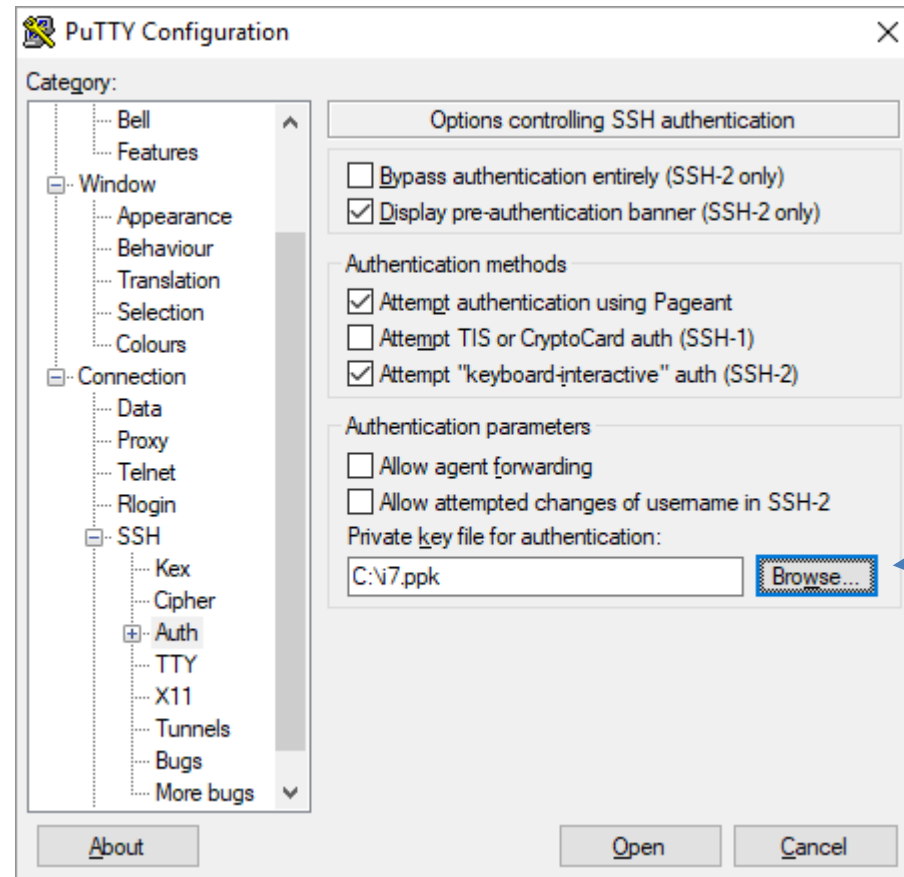 PuTTY Configuration
Category:
Bell
Features
Window
Appearance
Behaviour
Translation
Selection
Colours
Connection
Data
Proxy
Telnet
Rlogin
SSH
Kex
Cipher
Auth
TTY
X11
Tunnels
Bugs
More bugs
Options controlling SSH authentication
Bypass authentication entirely (SSH-2 only)
Display pre-authentication banner (SSH-2 only)
Authentication methods
Attempt authentication using Pageant
Attempt TIS or CryptoCard auth (SSH-1)
Attempt "keyboard-interactive" auth (SSH-2)
Authentication parameters
Allow agent forwarding
Allow attempted changes of username in SSH-2
Private key file for authentication:
C:\i7.ppk Browse...
About Open Cancel